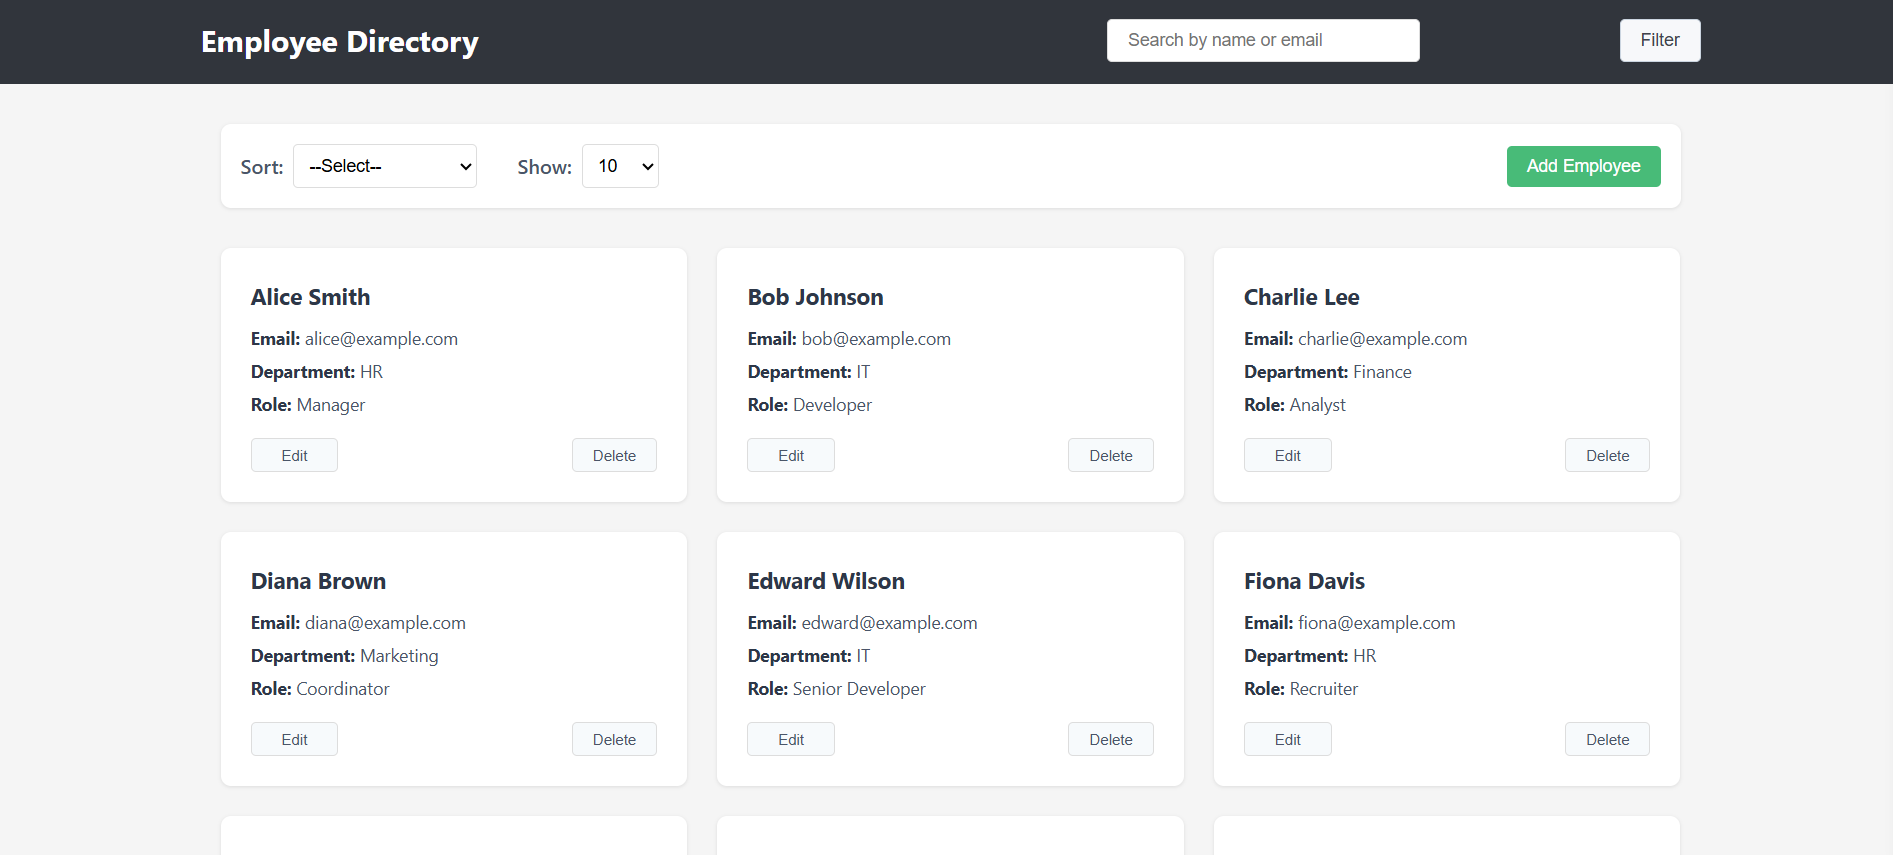 Employee Directory
Search by name or email
Filter
Sort: --Select-- Show: 10
Add Employee
Alice Smith
Email: alice@example.com
Department: HR
Role: Manager
Edit Delete
Bob Johnson
Email: bob@example.com
Department: IT
Role: Developer
Edit Delete
Charlie Lee
Email: charlie@example.com
Department: Finance
Role: Analyst
Edit Delete
Diana Brown
Email: diana@example.com
Department: Marketing
Role: Coordinator
Edit Delete
Edward Wilson
Email: edward@example.com
Department: IT
Role: Senior Developer
Edit Delete
Fiona Davis
Email: fiona@example.com
Department: HR
Role: Recruiter
Edit Delete